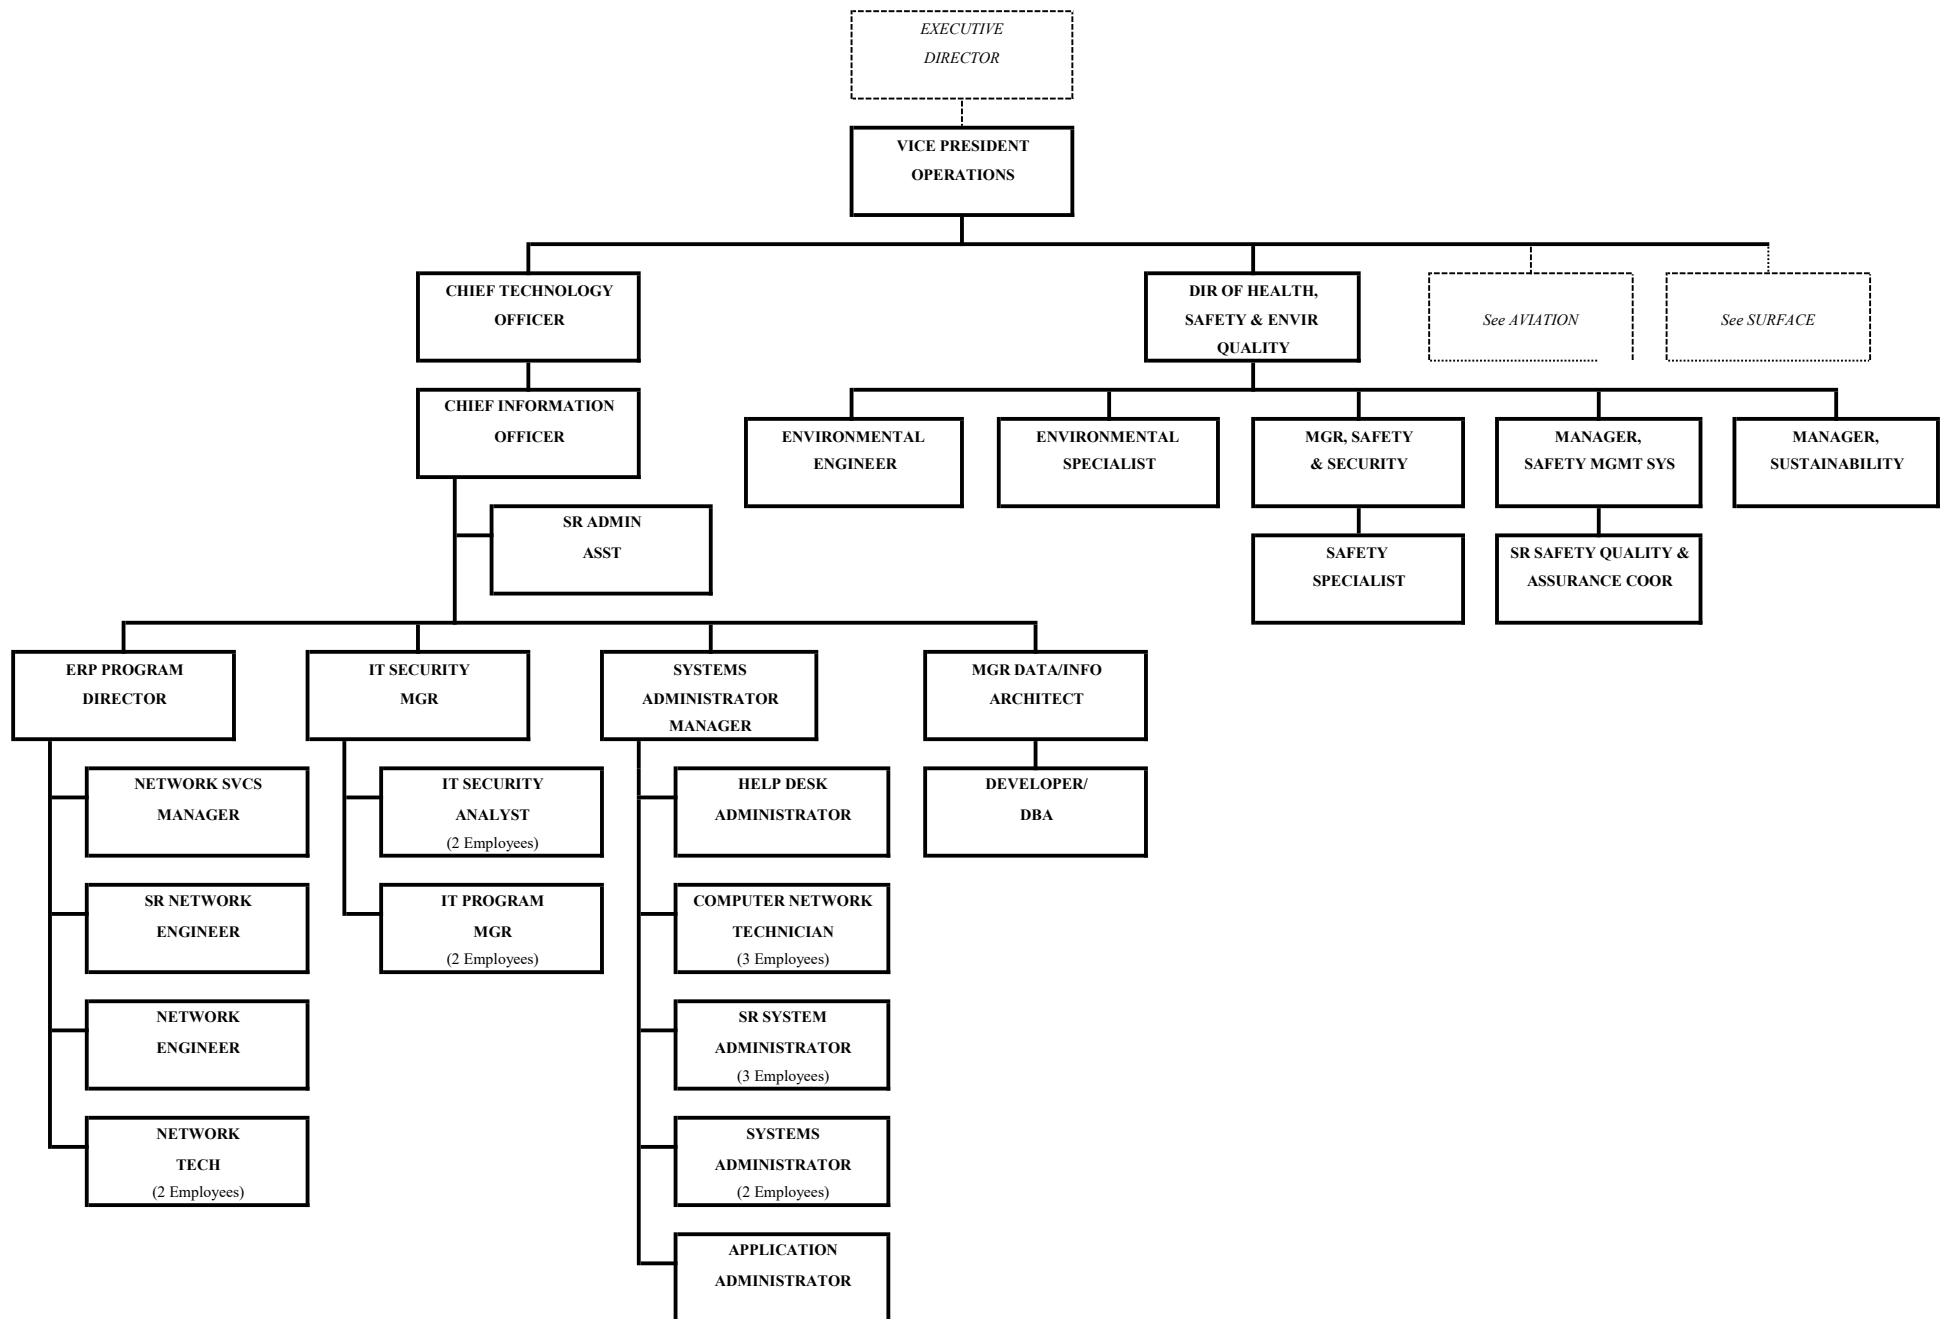 EXECUTIVE
DIRECTOR
VICE PRESIDENT
OPERATIONS
CHIEF TECHNOLOGY
OFFICER
DIR OF HEALTH,
SAFETY & ENVIR
QUALITY
See AVIATION
See SURFACE
CHIEF INFORMATION
OFFICER
ENVIRONMENTAL
ENGINEER
ENVIRONMENTAL
SPECIALIST
MGR, SAFETY
& SECURITY
MANAGER,
SAFETY MGMT SYS
MANAGER,
SUSTAINABILITY
SR ADMIN
ASST
SAFETY
SPECIALIST
SR SAFETY QUALITY &
ASSURANCE COOR
ERP PROGRAM
DIRECTOR
IT SECURITY
MGR
SYSTEMS
ADMINISTRATOR
MANAGER
MGR DATA/INFO
ARCHITECT
NETWORK SVCS
MANAGER
IT SECURITY
ANALYST
(2 Employees)
HELP DESK
ADMINISTRATOR
DEVELOPER/
DBA
SR NETWORK
ENGINEER
IT PROGRAM
MGR
(2 Employees)
COMPUTER NETWORK
TECHNICIAN
(3 Employees)
NETWORK
ENGINEER
SR SYSTEM
ADMINISTRATOR
(3 Employees)
NETWORK
TECH
(2 Employees)
SYSTEMS
ADMINISTRATOR
(2 Employees)
APPLICATION
ADMINISTRATOR